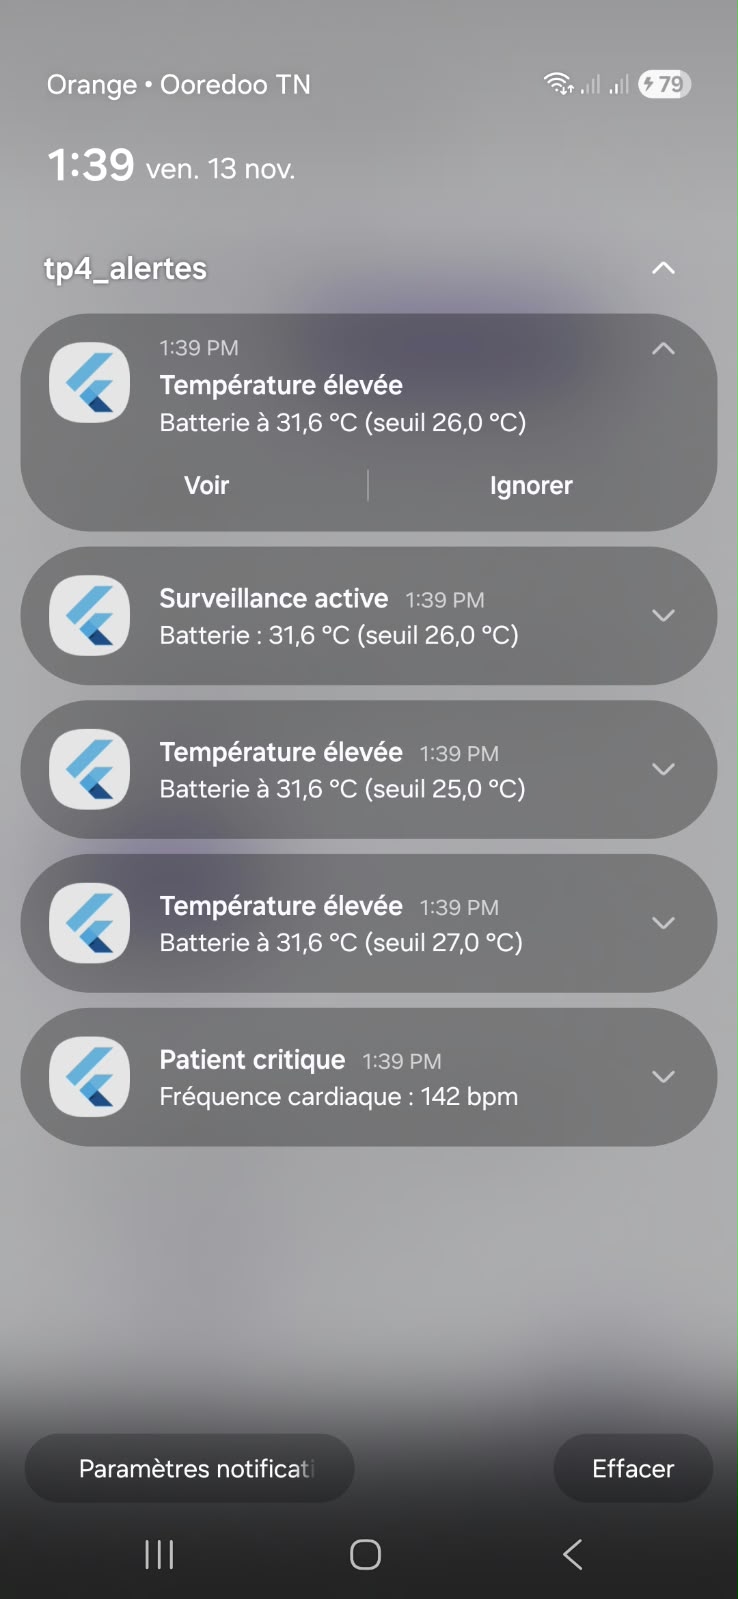 Orange • Ooredoo TN
79
1:39 ven. 13 nov.
tp4_alertes
1:39 PM
Température élevée
Batterie à 31,6 °C (seuil 26,0 °C)
Voir
Ignorer
Surveillance active 1:39 PM
Batterie : 31,6 °C (seuil 26,0 °C)
Température élevée 1:39 PM
Batterie à 31,6 °C (seuil 25,0 °C)
Température élevée 1:39 PM
Batterie à 31,6 °C (seuil 27,0 °C)
Patient critique 1:39 PM
Fréquence cardiaque : 142 bpm
Paramètres notificati
Effacer